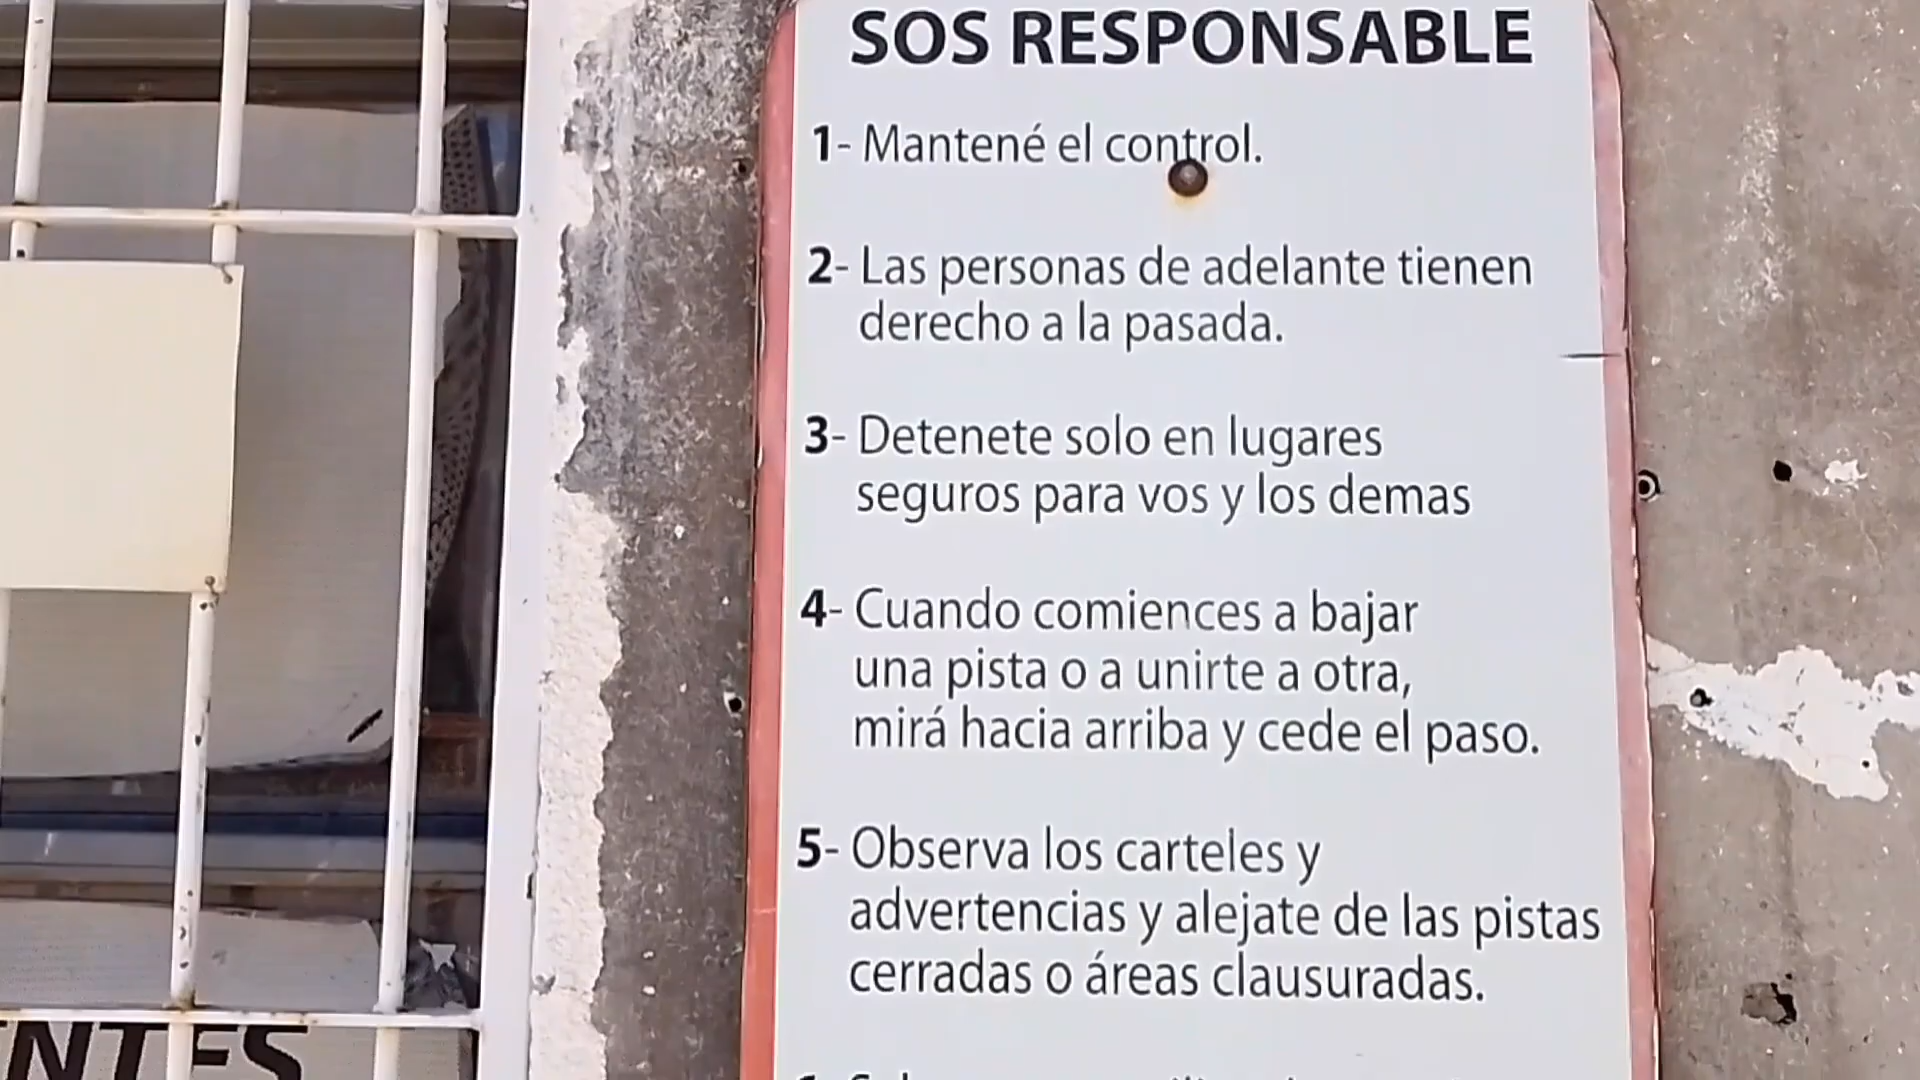 SOS RESPONSABLE
1- Mantené el control.
2- Las personas de adelante tienen
derecho a la pasada.
3- Detenete solo en lugares
seguros para vos y los demas
4- Cuando comiences a bajar
una pista o a unirte a otra,
mirá hacia arriba y cede el paso.
5- Observa los carteles y
advertencias y alejate de las pistas
cerradas o áreas clausuradas.